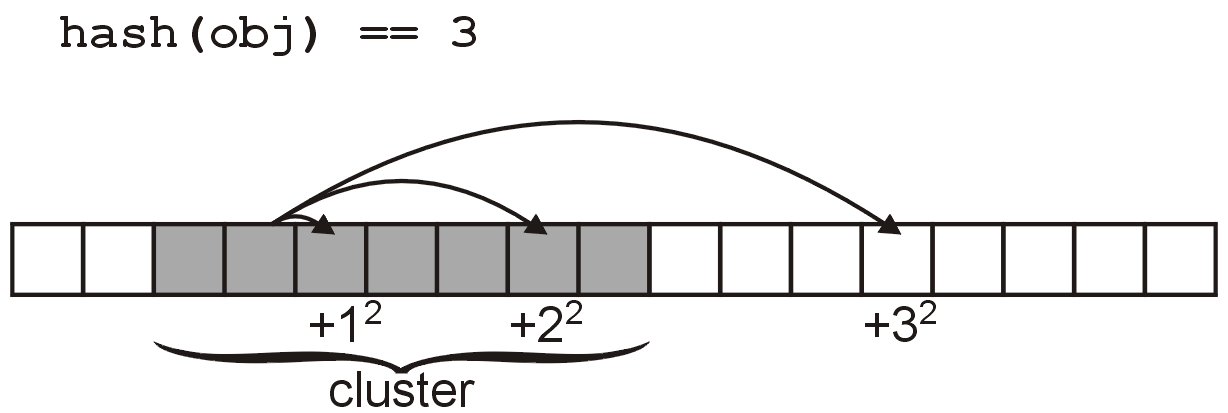 hash(obj) == 3
+1² +2² +3²
cluster